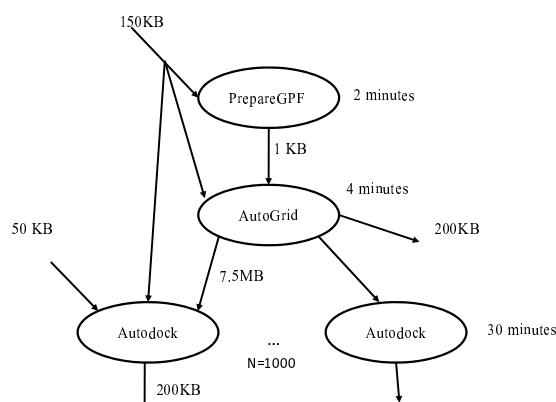 150KB
PrepareGPF
2 minutes
1 KB
4 minutes
AutoGrid
50 KB
200KB
7.5MB
Autodock
...
Autodock
30 minutes
N=1000
200KB